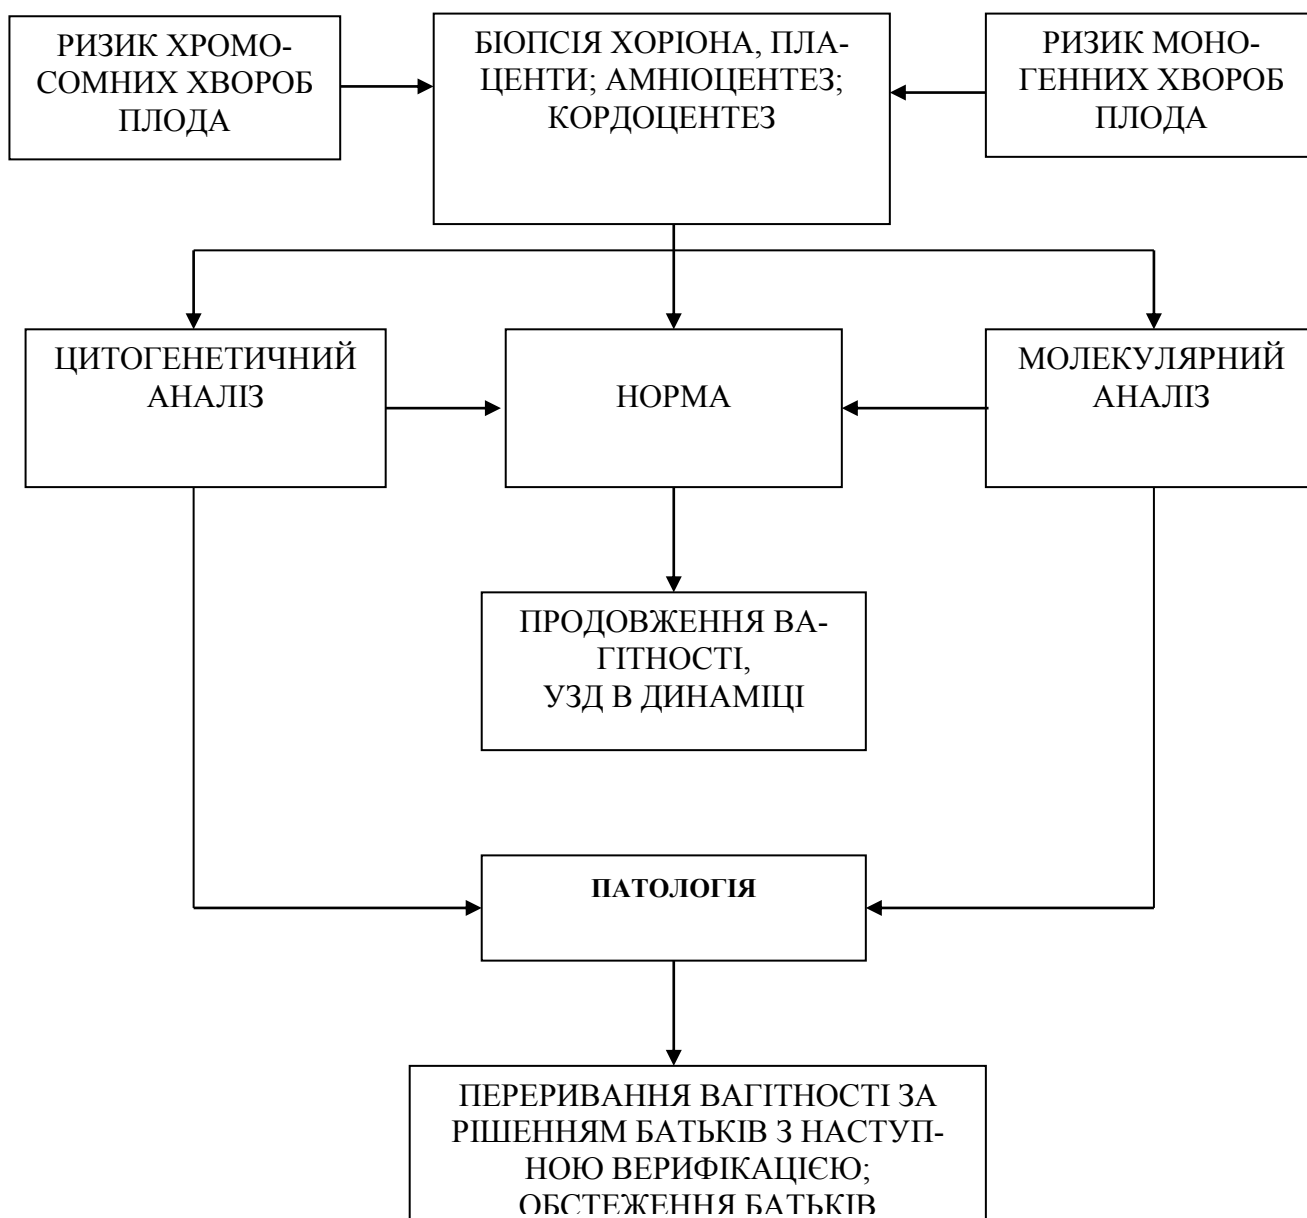 РИЗИК ХРОМО-
СОМНИХ ХВОРОБ
ПЛОДА
БІОПСІЯ ХОРІОНА, ПЛА-
ЦЕНТИ; АМНІОЦЕНТЕЗ;
КОРДОЦЕНТЕЗ
РИЗИК МОНО-
ГЕННИХ ХВОРОБ
ПЛОДА
ЦИТОГЕНЕТИЧНИЙ
АНАЛІЗ
НОРМА
МОЛЕКУЛЯРНИЙ
АНАЛІЗ
ПРОДОВЖЕННЯ ВА-
ГІТНОСТІ,
УЗД В ДИНАМІЦІ
ПАТОЛОГІЯ
ПЕРЕРИВАННЯ ВАГІТНОСТІ ЗА
РІШЕННЯМ БАТЬКІВ З НАСТУП-
НОЮ ВЕРИФІКАЦІЄЮ;
ОБСТЕЖЕННЯ БАТЬКІВ